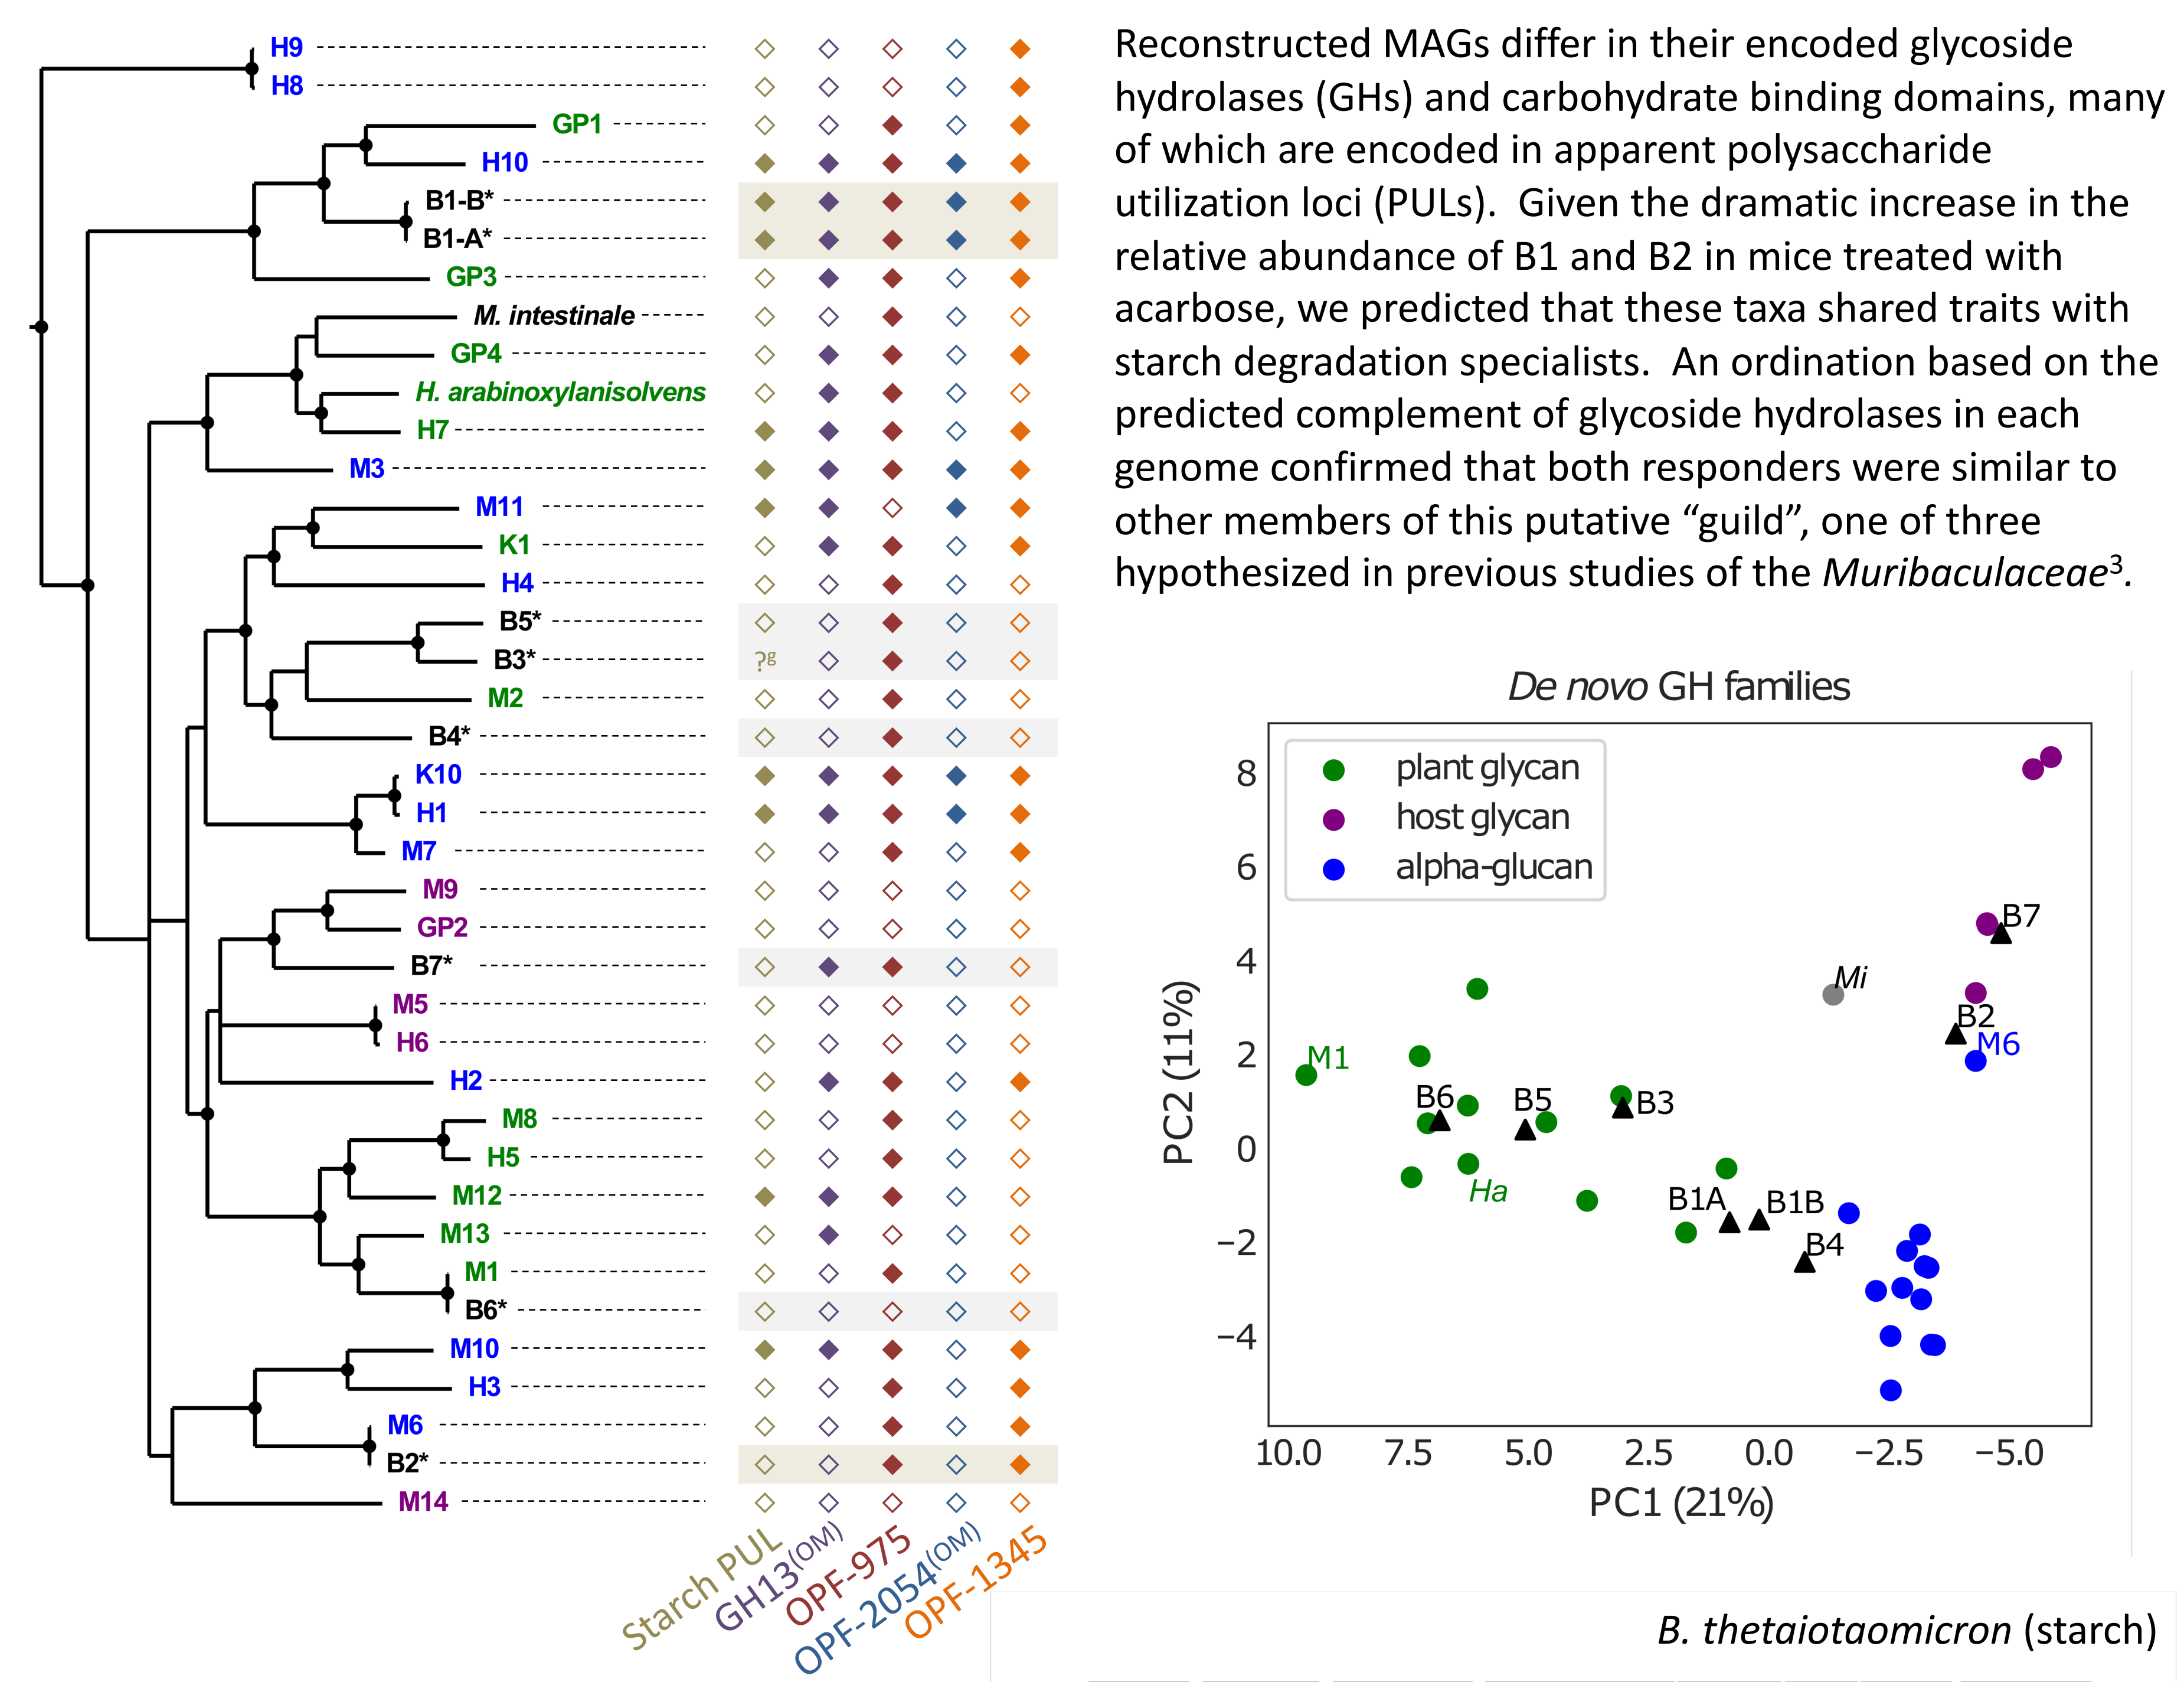 H9
H8
GP1
H10
B1-B*
B1-A*
GP3
M. intestinale
GP4
H. arabinoxylanisolvens
H7
M3
M11
K1
H4
B5*
B3*
?g
M2
B4*
K10
H1
M7
M9
GP2
B7*
M5
H6
H2
M8
H5
M12
M13
M1
B6*
M10
H3
M6
B2*
M14
Starch PUL
GH13(OM)
OPF-975
OPF-2054(OM)
OPF-1345
Reconstructed MAGs differ in their encoded glycoside
hydrolases (GHs) and carbohydrate binding domains, many
of which are encoded in apparent polysaccharide
utilization loci (PULs).  Given the dramatic increase in the
relative abundance of B1 and B2 in mice treated with
acarbose, we predicted that these taxa shared traits with
starch degradation specialists.  An ordination based on the
predicted complement of glycoside hydrolases in each
genome confirmed that both responders were similar to
other members of this putative “guild”, one of three
hypothesized in previous studies of the Muribaculaceae3.
De novo GH families
plant glycan
host glycan
alpha-glucan
8
6
4
2
0
−2
−4
PC2 (11%)
B7
Mi
B2
M6
M1
B6
B5
B3
Ha
B1A
B1B
B4
10.0 7.5 5.0 2.5 0.0 −2.5 −5.0
PC1 (21%)
B. thetaiotaomicron (starch)